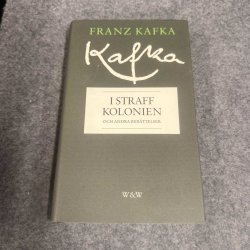 FRANZ KAFKA
Kafka
I STRAFF
KOLONIEN
OCH ANDRA BERÄTTELSER
W&W